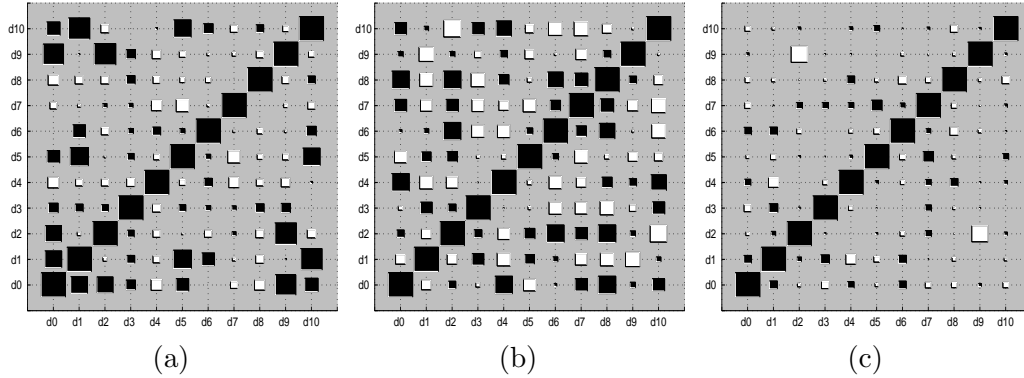 d10 d10 d10
d9 d9 d9
d8 d8 d8
d7 d7 d7
d6 d6 d6
d5 d5 d5
d4 d4 d4
d3 d3 d3
d2 d2 d2
d1 d1 d1
d0 d0 d0
d0 d1 d2 d3 d4 d5 d6 d7 d8 d9 d10 d0 d1 d2 d3 d4 d5 d6 d7 d8 d9 d10 d0 d1 d2 d3 d4 d5 d6 d7 d8 d9 d10
(a) (b) (c)